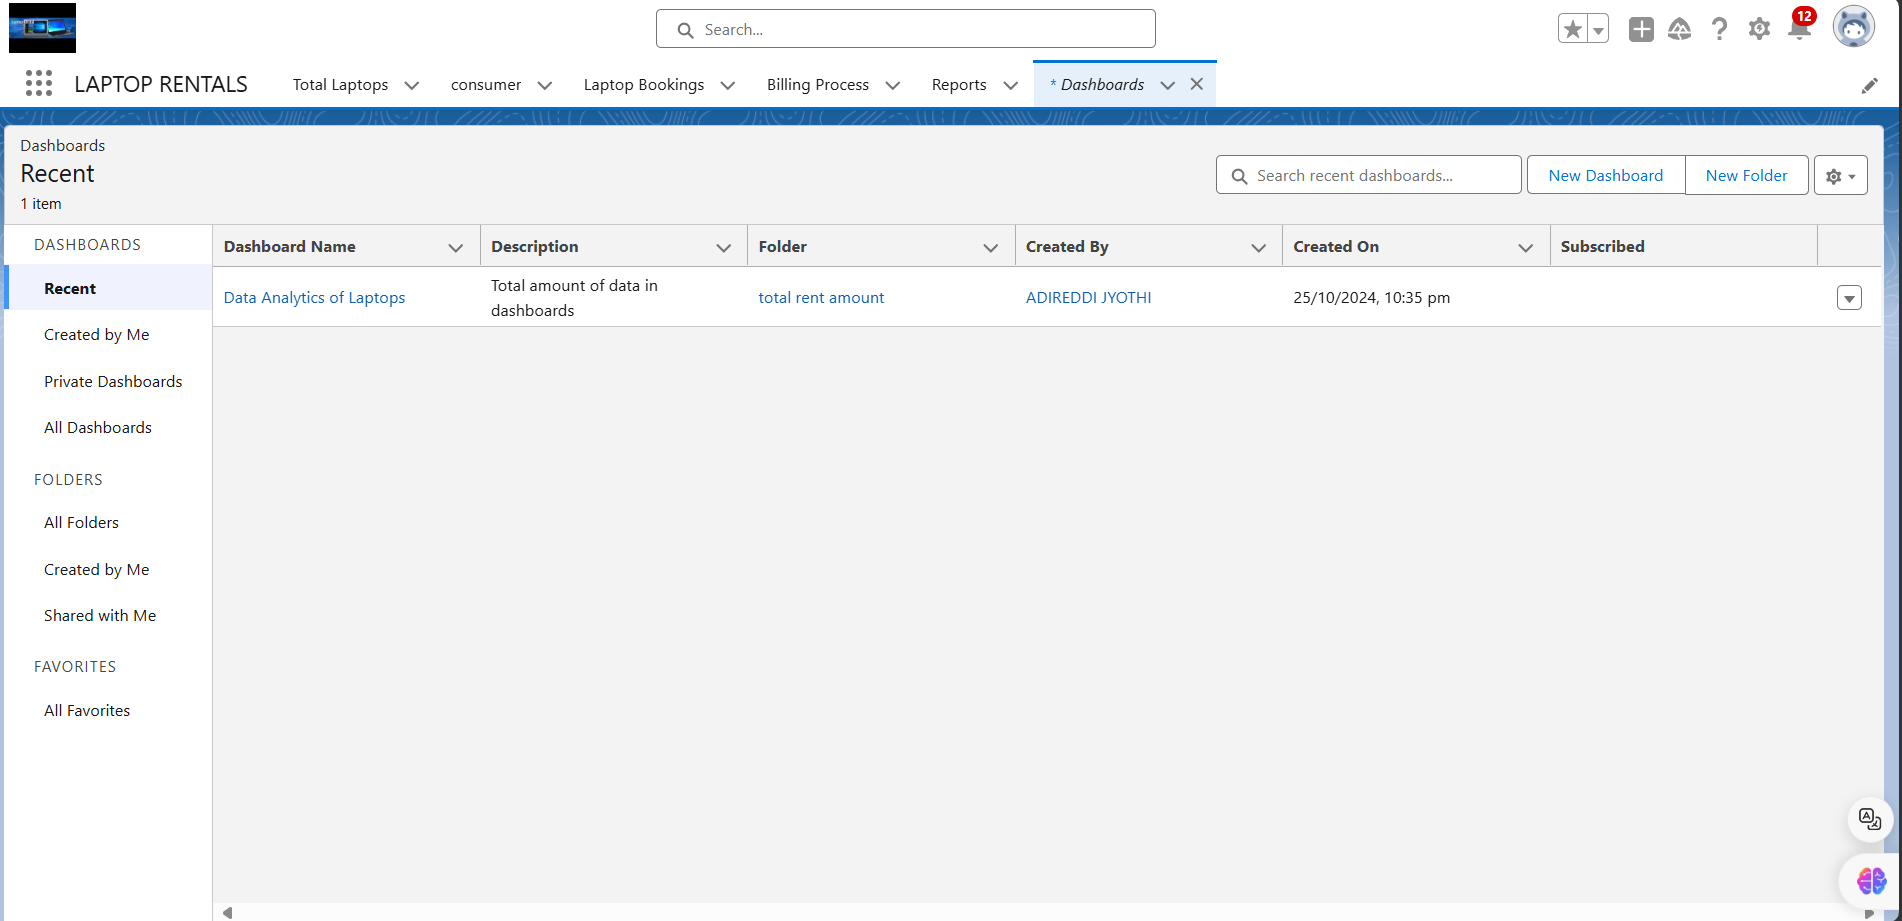 Search...
12
LAPTOP RENTALS
Total Laptops
consumer
Laptop Bookings
Billing Process
Reports
* Dashboards
Dashboards
Recent
1 item
Search recent dashboards...
New Dashboard
New Folder
DASHBOARDS
Recent
Created by Me
Private Dashboards
All Dashboards
FOLDERS
All Folders
Created by Me
Shared with Me
FAVORITES
All Favorites
Dashboard Name
Description
Folder
Created By
Created On
Subscribed
Data Analytics of Laptops
Total amount of data in
dashboards
total rent amount
ADIREDDI JYOTHI
25/10/2024, 10:35 pm